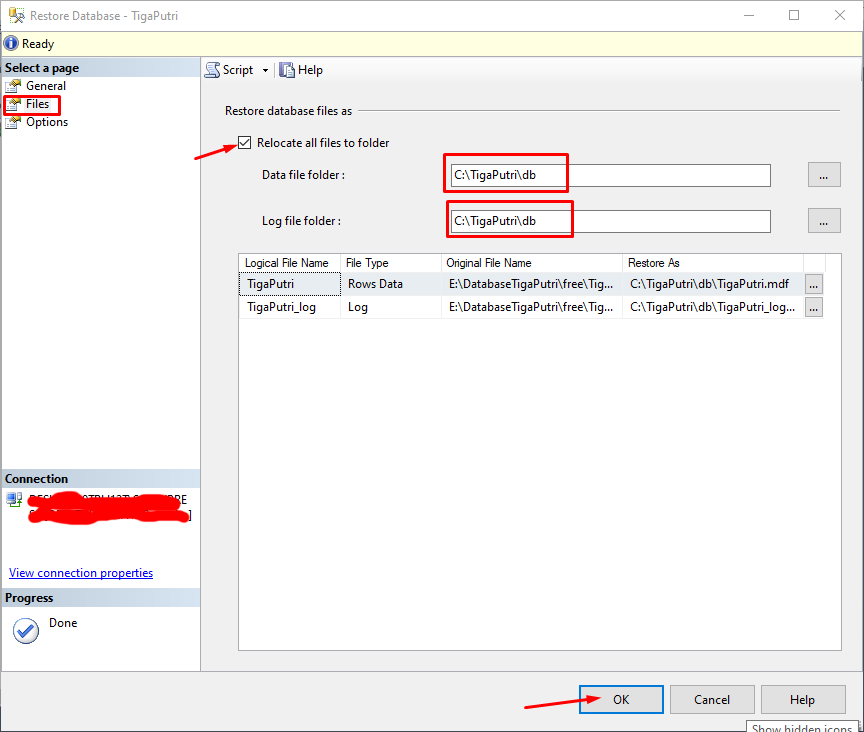 Restore Database - TigaPutri
Ready
Select a page
General
Files
Options
Script
Help
Restore database files as
Relocate all files to folder
Data file folder :
C:\TigaPutri\db
...
Log file folder :
C:\TigaPutri\db
...
Logical File Name File Type Original File Name Restore As
TigaPutri Rows Data E:\DatabaseTigaPutri\free\Tig... C:\TigaPutri\db\TigaPutri.mdf ...
TigaPutri_log Log E:\DatabaseTigaPutri\free\Tig... C:\TigaPutri\db\TigaPutri_log... ...
Connection
View connection properties
Progress
Done
OK Cancel Help
Show hidden icons